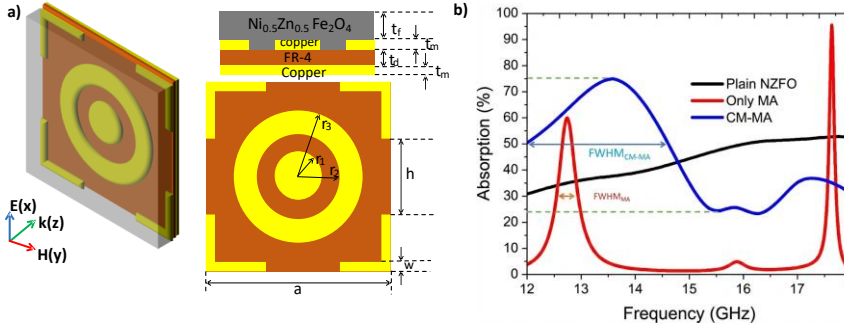 a)
Ni0.5Zn0.5 Fe2O4
copper
FR-4
Copper
tf
tm
td
tm
r3
r1
r2
h
w
a
E(x)
k(z)
H(y)
b)
Absorption (%)
100
90
80
70
60
50
40
30
20
10
0
Plain NZFO
Only MA
CM-MA
FWHMCM-MA
FWHMMA
12 13 14 15 16 17
Frequency (GHz)